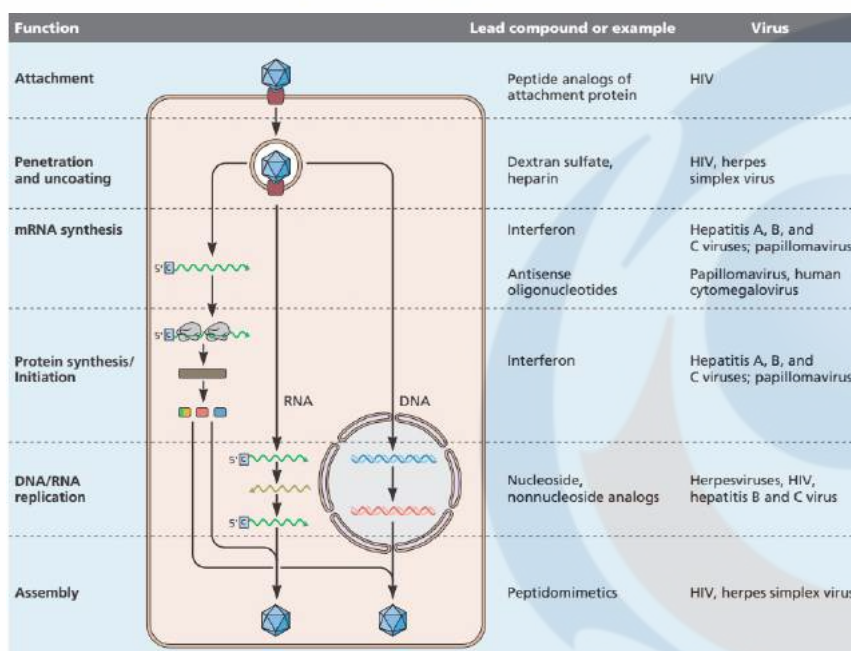 Function Lead compound or example Virus
Attachment
Peptide analogs of
attachment protein
HIV
Penetration
and uncoating
Dextran sulfate,
heparin
HIV, herpes
simplex virus
mRNA synthesis
Interferon
Hepatitis A, B, and
C viruses; papillomavirus
5' C
Antisense
oligonucleotides
Papillomavirus, human
cytomegalovirus
5' C
Protein synthesis/
Initiation
Interferon
Hepatitis A, B, and
C viruses; papillomavirus
RNA
DNA
DNA/RNA
replication
5' C
5' C
Nucleoside,
nonnucleoside analogs
Herpesviruses, HIV,
hepatitis B and C virus
Assembly
Peptidomimetics
HIV, herpes simplex virus